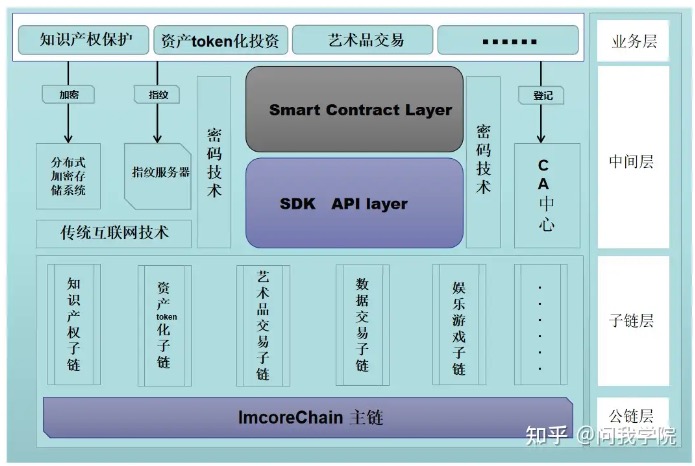 知识产权保护
资产token化投资
艺术品交易
▪▪▪▪▪▪
业务层
加密
指纹
登记
分布式
加密存
储系统
指纹服务器
密码技术
Smart Contract Layer
SDK API layer
密码技术
CA中心
中间层
传统互联网技术
知识产权子链
资产token化子链
艺术品交易子链
数据交易子链
娱乐游戏子链
······
子链层
ImcoreChain 主链
公链层
知乎 @问我学院